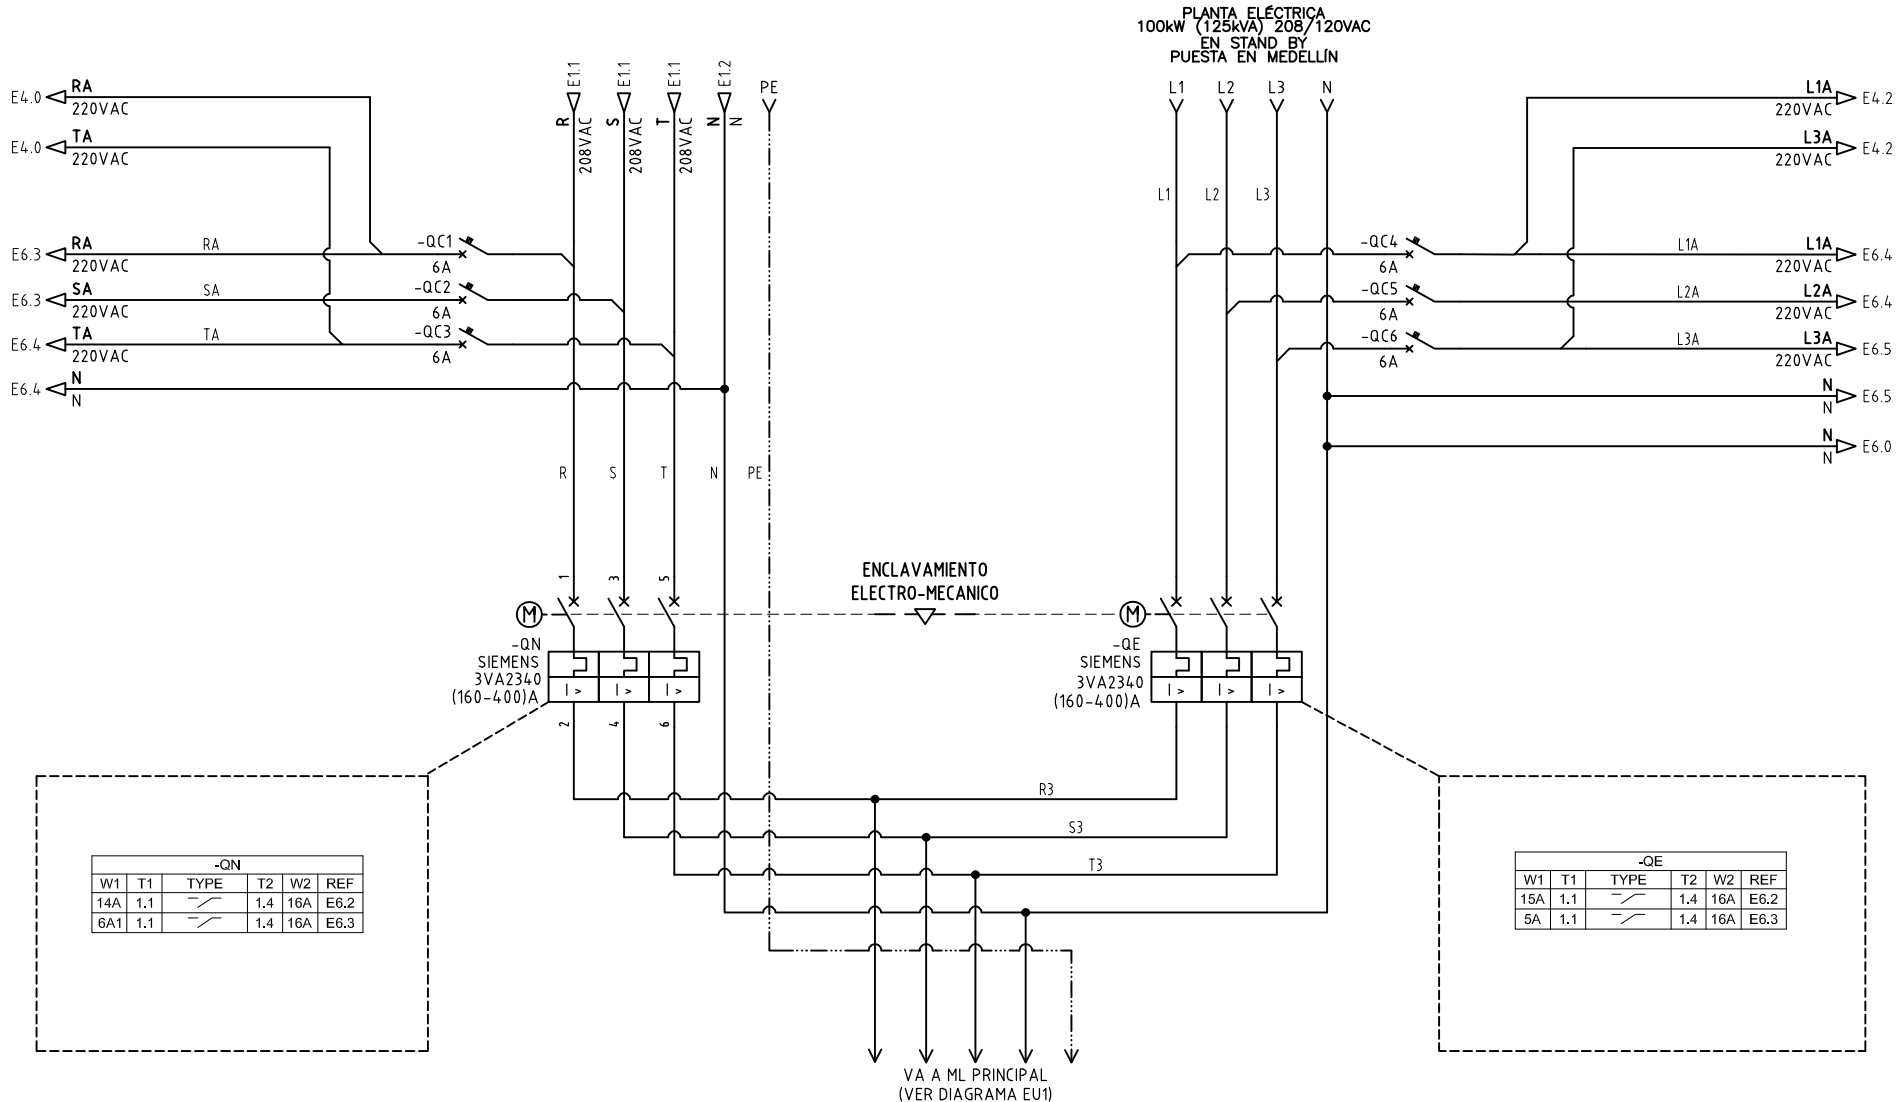 PLANTA ELÉCTRICA
100kW (125kVA) 208/120VAC
EN STAND BY
PUESTA EN MEDELLÍN
E4.0
RA
220VAC
E4.0
TA
220VAC
E6.3
RA
220VAC
RA
-QC1
6A
E6.3
SA
220VAC
SA
-QC2
6A
E6.4
TA
220VAC
TA
-QC3
6A
E6.4
N
N
E1.1
R
208VAC
E1.1
S
208VAC
E1.1
T
208VAC
E1.2
N
N
PE
R
S
T
N
PE
L1
L2
L3
N
L1
L2
L3
L1A
220VAC
E4.2
L3A
220VAC
E4.2
-QC4
6A
L1A
L1A
220VAC
E6.4
-QC5
6A
L2A
L2A
220VAC
E6.4
-QC6
6A
L3A
L3A
220VAC
E6.5
N
N
E6.5
N
N
E6.0
ENCLAVAMIENTO
ELECTRO-MECANICO
1
3
5
M
-QN
SIEMENS
3VA2340
(160-400)A
I >
I >
I >
2
4
6
M
-QE
SIEMENS
3VA2340
(160-400)A
I >
I >
I >
R3
S3
T3
-QN
W1 T1 TYPE T2 W2 REF
14A 1.1 1.4 16A E6.2
6A1 1.1 1.4 16A E6.3
-QE
W1 T1 TYPE T2 W2 REF
15A 1.1 1.4 16A E6.2
5A 1.1 1.4 16A E6.3
VA A ML PRINCIPAL
(VER DIAGRAMA EU1)